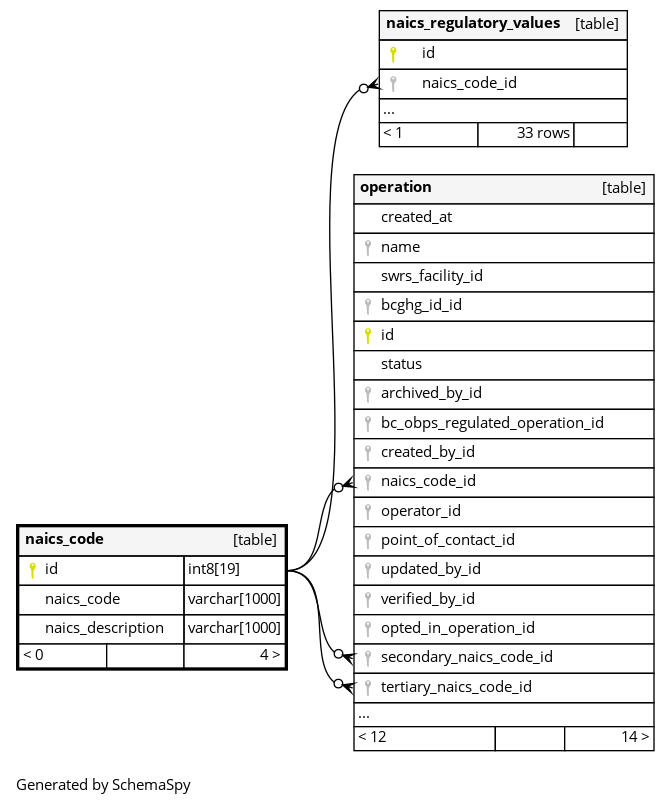 naics_regulatory_values [table]
id
naics_code_id
...
< 1 33 rows
operation [table]
created_at
name
swrs_facility_id
bcghg_id_id
id
status
archived_by_id
bc_obps_regulated_operation_id
created_by_id
naics_code_id
operator_id
point_of_contact_id
updated_by_id
verified_by_id
opted_in_operation_id
secondary_naics_code_id
tertiary_naics_code_id
...
< 12 14 >
naics_code [table]
id int8[19]
naics_code varchar[1000]
naics_description varchar[1000]
< 0 4 >
Generated by SchemaSpy